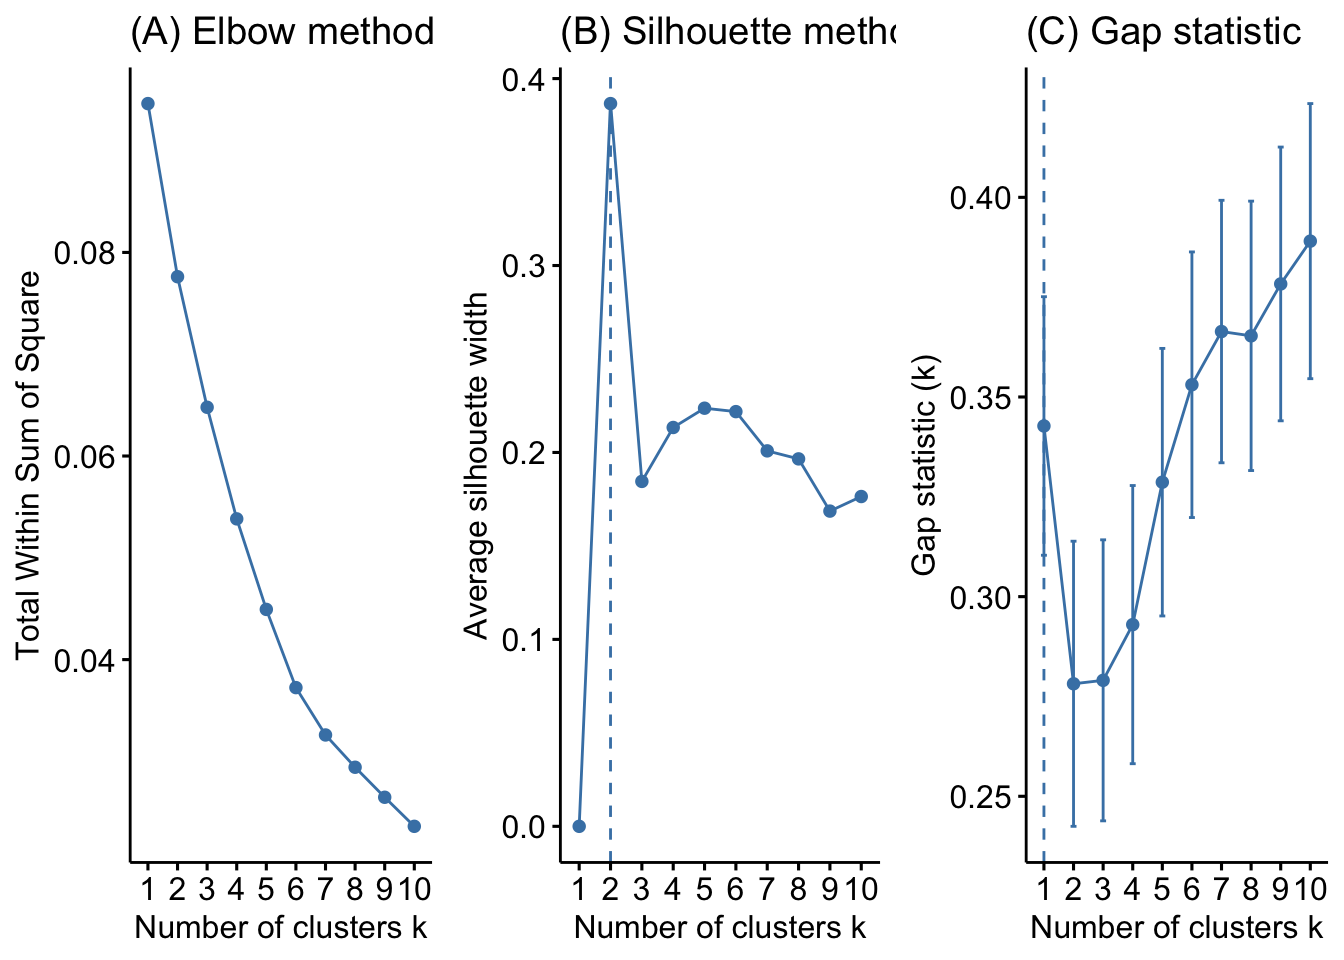 (A) Elbow method
Total Within Sum of Square
0.08
0.06
0.04
1 2 3 4 5 6 7 8 9 10
Number of clusters k
(B) Silhouette metho
Average silhouette width
0.4
0.3
0.2
0.1
0.0
1 2 3 4 5 6 7 8 9 10
Number of clusters k
(C) Gap statistic
Gap statistic (k)
0.40
0.35
0.30
0.25
1 2 3 4 5 6 7 8 9 10
Number of clusters k